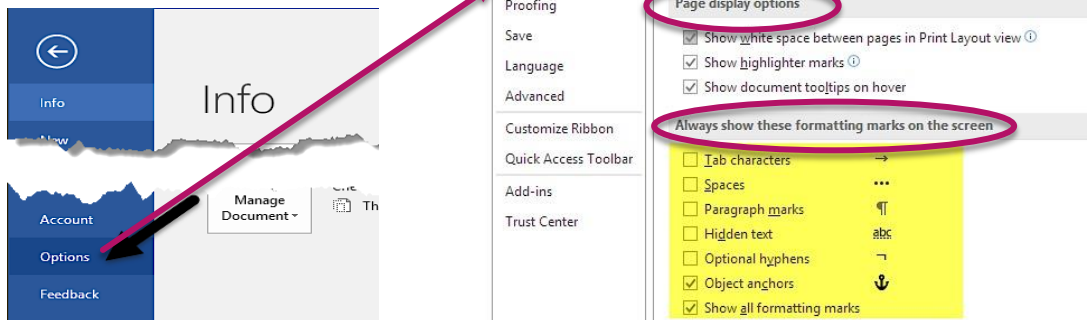 Info
New
Account
Options
Feedback
Info
Manage
Document
Th
Proofing
Save
Language
Advanced
Customize Ribbon
Quick Access Toolbar
Add-ins
Trust Center
Page display options
Show white space between pages in Print Layout view
Show highlighter marks
Show document tooltips on hover
Always show these formatting marks on the screen
Tab characters →
Spaces •••
Paragraph marks ¶
Hidden text abc
Optional hyphens ¬
Object anchors ⚓
Show all formatting marks